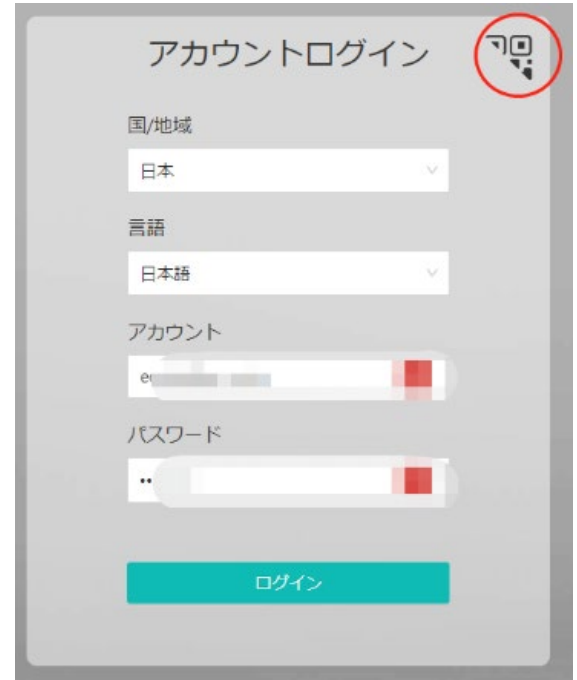 アカウントログイン
国/地域
日本
言語
日本語
アカウント
パスワード
••
ログイン